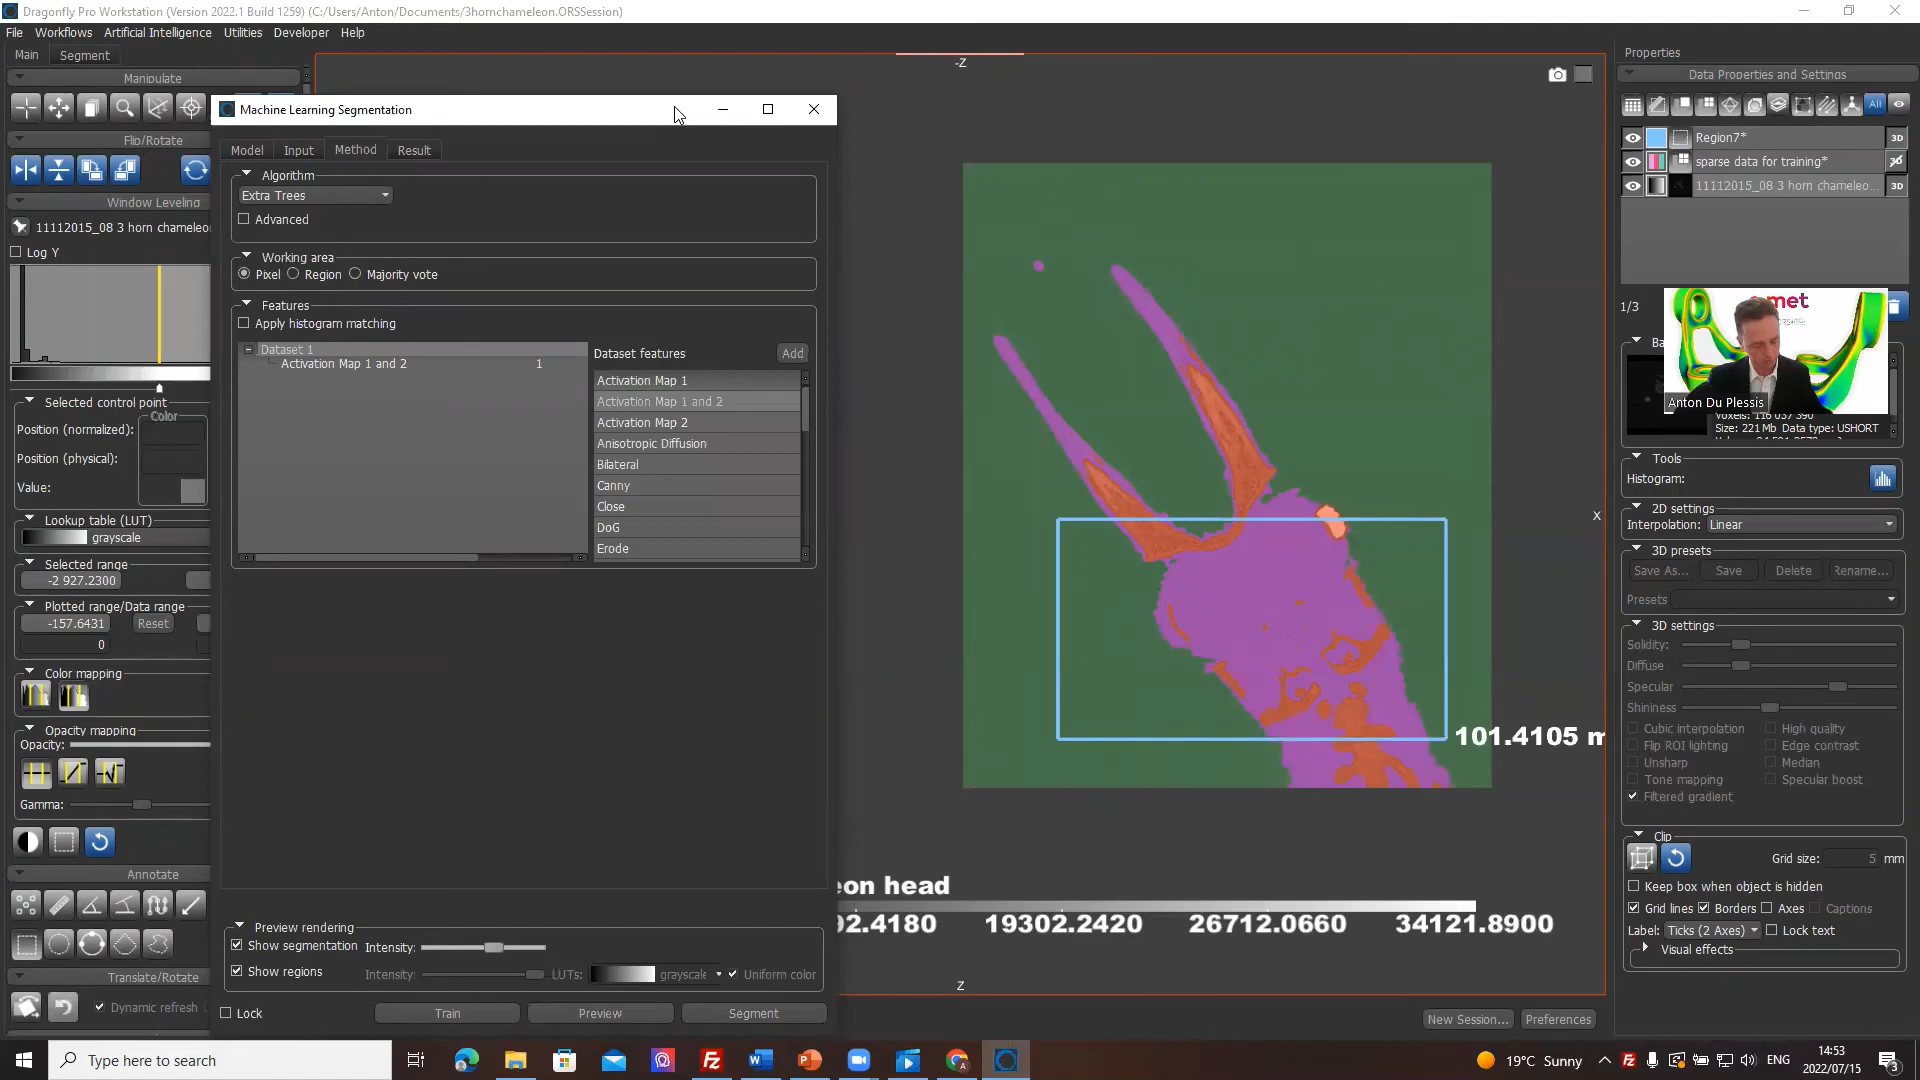 Dragonfly Pro Workstation (Version 2022.1 Build 1259) (C:/Users/Anton/Documents/3hornchameleon.ORSSession)
File Workflows Artificial Intelligence Utilities Developer Help
Main Segment
Manipulate
Flip/Rotate
Window Leveling
11112015_08 3 horn chameleon
Log Y
Selected control point
Color
Position (normalized):
Position (physical):
Value:
Lookup table (LUT)
grayscale
Selected range
-2 927.2300
Plotted range/Data range
-157.6431 Reset
0
Color mapping
Opacity mapping
Opacity:
Gamma:
Annotate
Translate/Rotate
Dynamic refresh
Machine Learning Segmentation
Model Input Method Result
Algorithm
Extra Trees
Advanced
Working area
Pixel Region Majority vote
Features
Apply histogram matching
Dataset 1
Activation Map 1 and 2 1
Dataset features Add
Activation Map 1
Activation Map 1 and 2
Activation Map 2
Anisotropic Diffusion
Bilateral
Canny
Close
DoG
Erode
Preview rendering
Show segmentation Intensity:
Show regions Intensity: LUTs: grayscale Uniform color
Lock Train Preview Segment
-Z
X
101.4105 m
eon head
92.4180 19302.2420 26712.0660 34121.8900
Z
Properties
Data Properties and Settings
All
Region7* 3D
sparse data for training*
11112015_08 3 horn chameleo... 3D
1/3
met
Anton Du Plessis
Ba
Voxels: 116 037 390
Size: 221 MB Data type: USHORT
Tools
Histogram:
2D settings
Interpolation: Linear
3D presets
Save As... Save Delete Rename...
Presets
3D settings
Solidity:
Diffuse
Specular
Shininess
Cubic interpolation High quality
Flip ROI lighting Edge contrast
Unsharp Median
Tone mapping Specular boost
Filtered gradient
Clip
Grid size: 5 mm
Keep box when object is hidden
Grid lines Borders Axes Captions
Label: Ticks (2 Axes) Lock text
Visual effects
New Session... Preferences
Type here to search
19°C Sunny
ENG
14:53
2022/07/15
3